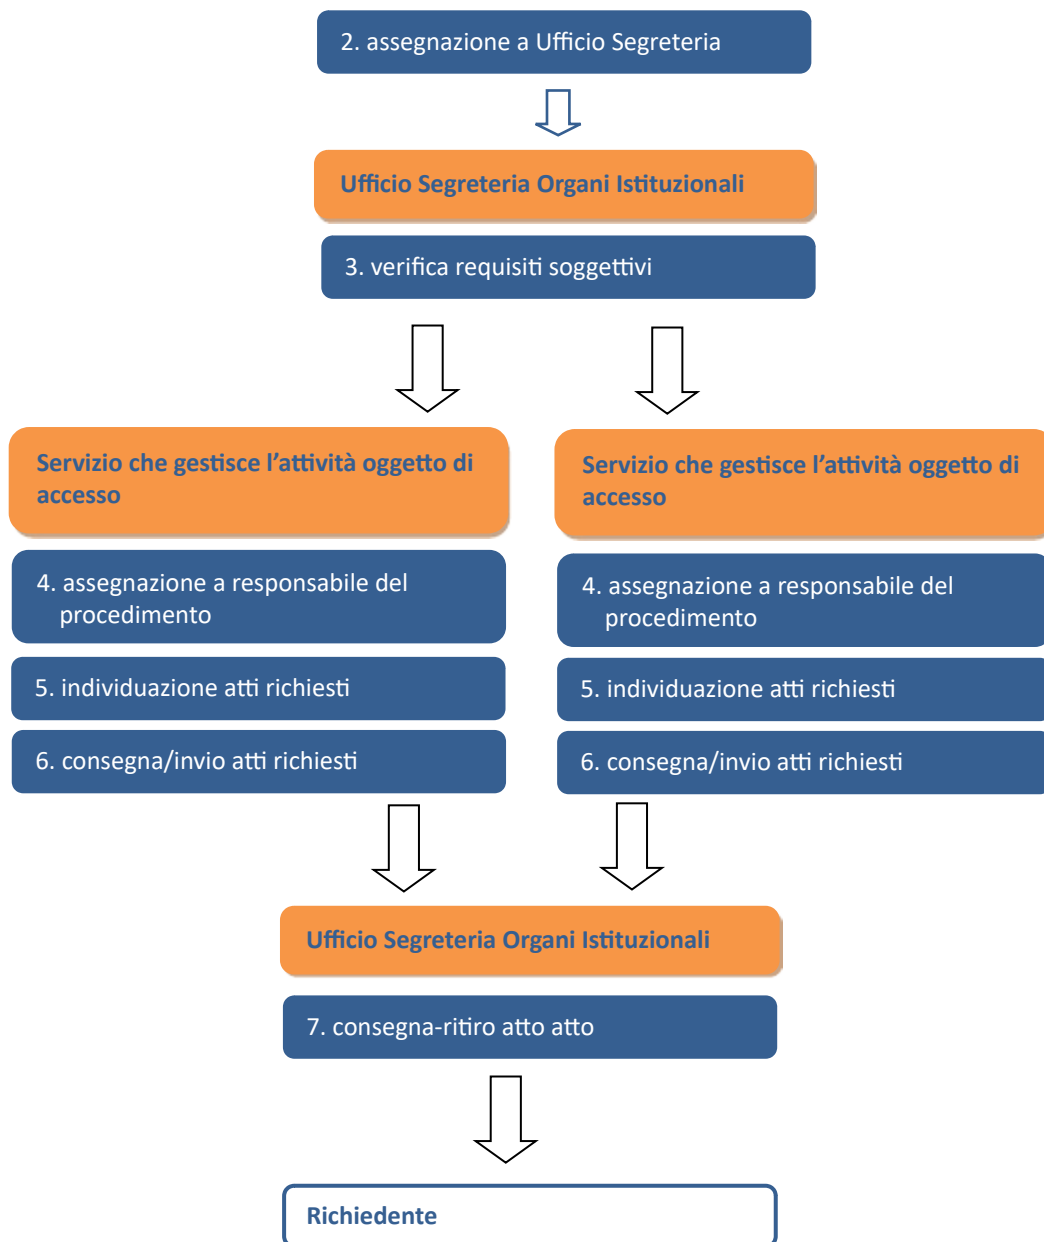 2. assegnazione a Ufficio Segreteria
Ufficio Segreteria Organi Istituzionali
3. verifica requisiti soggettivi
Servizio che gestisce l’attività oggetto di
accesso
4. assegnazione a responsabile del
procedimento
5. individuazione atti richiesti
6. consegna/invio atti richiesti
Servizio che gestisce l’attività oggetto di
accesso
4. assegnazione a responsabile del
procedimento
5. individuazione atti richiesti
6. consegna/invio atti richiesti
Ufficio Segreteria Organi Istituzionali
7. consegna-ritiro atto atto
Richiedente